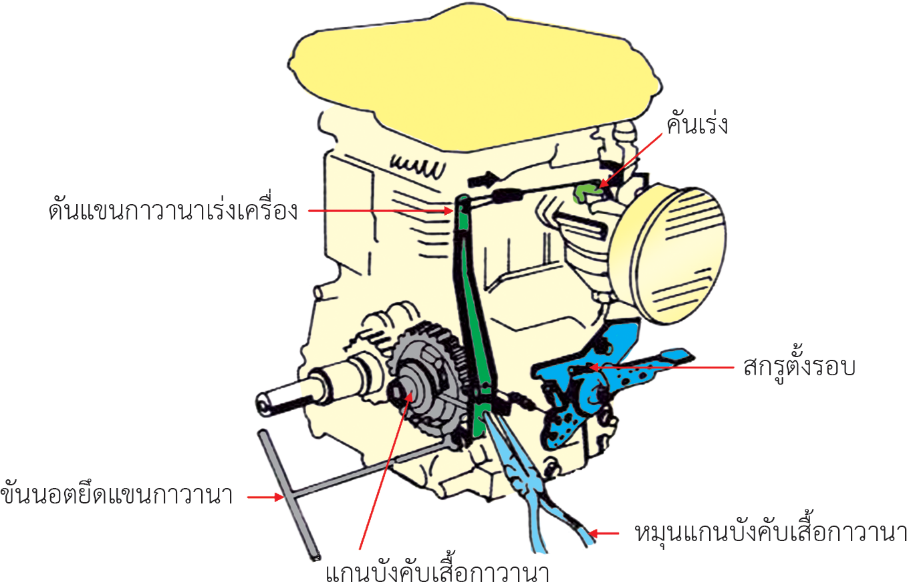 คันเร่ง
ดันแขนกาวานาเร่งเครื่อง
สกรูตั้งรอบ
ขันนอตยึดแขนกาวานา
หมุนแกนบังคับเสื้อกาวานา
แกนบังคับเสื้อกาวานา